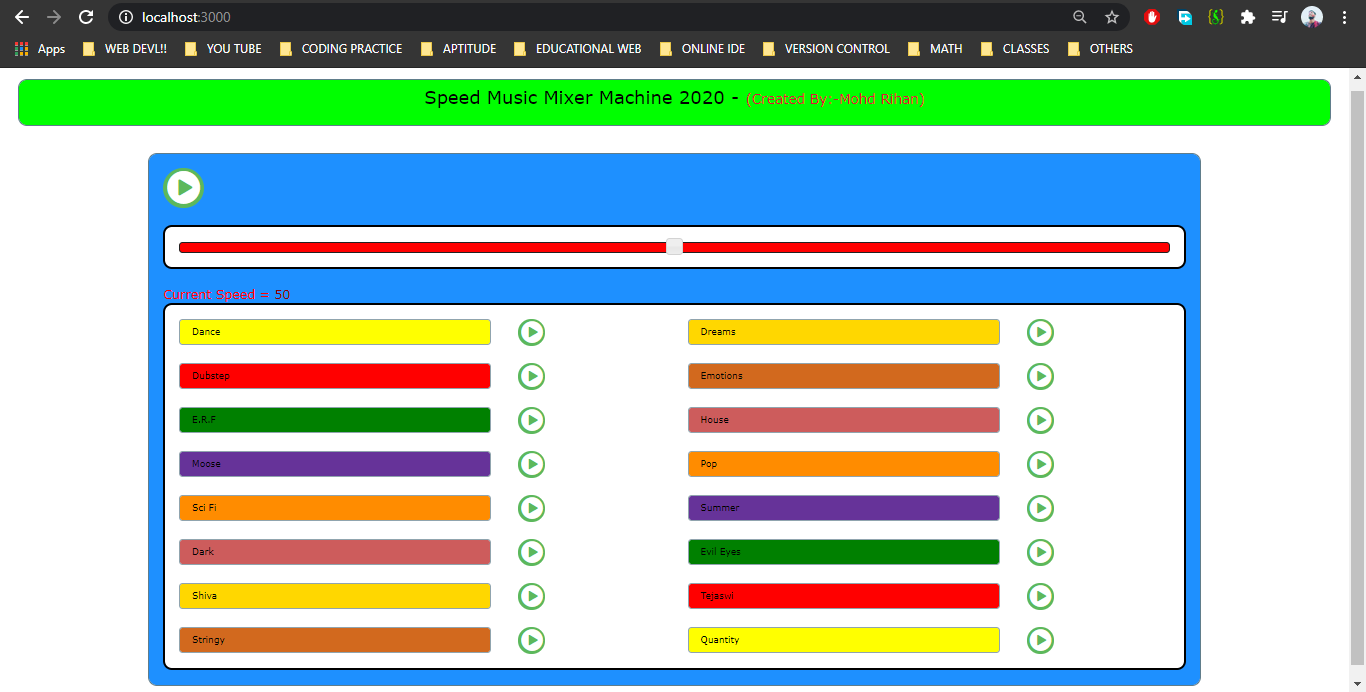 localhost:3000
Apps WEB DEVL!! YOU TUBE CODING PRACTICE APTITUDE EDUCATIONAL WEB ONLINE IDE VERSION CONTROL MATH CLASSES OTHERS
Speed Music Mixer Machine 2020 - (Created By:-Mohd Rihan)
Current Speed = 50
Dance Dreams
Dubstep Emotions
E.R.F House
Moose Pop
Sci Fi Summer
Dark Evil Eyes
Shiva Tejaswi
Stringy Quantity